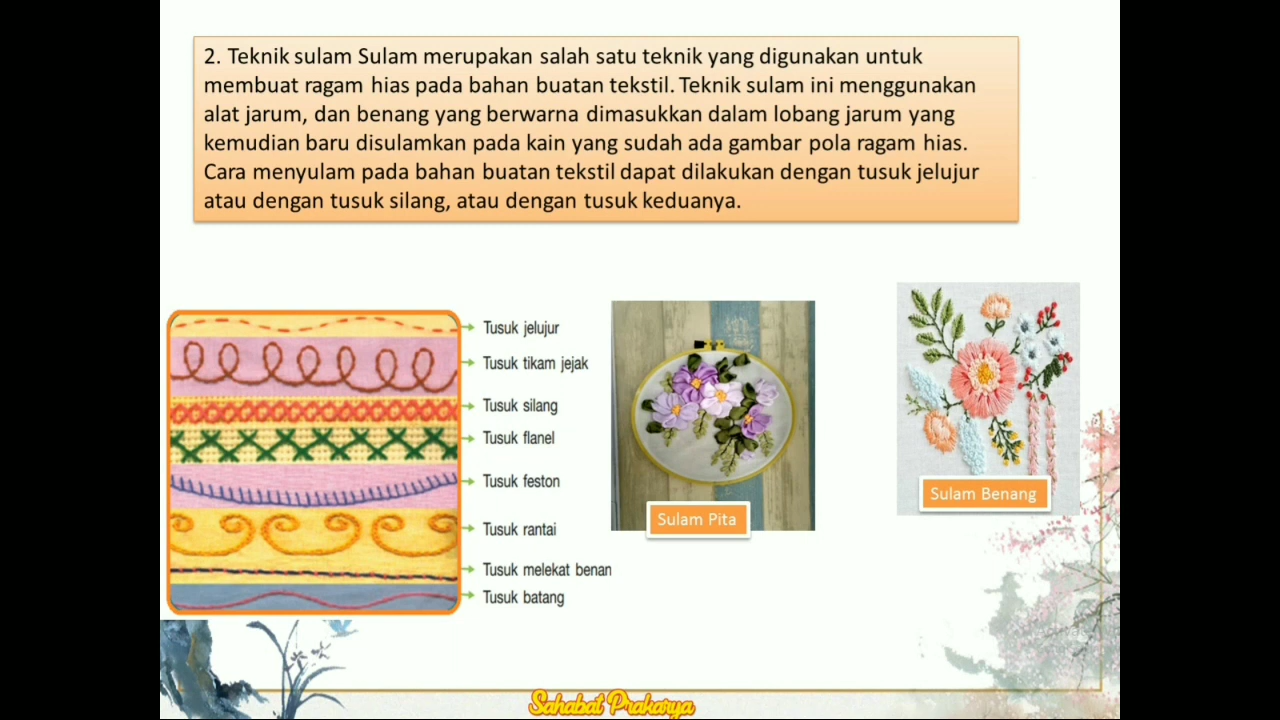 2. Teknik sulam Sulam merupakan salah satu teknik yang digunakan untuk
membuat ragam hias pada bahan buatan tekstil. Teknik sulam ini menggunakan
alat jarum, dan benang yang berwarna dimasukkan dalam lobang jarum yang
kemudian baru disulamkan pada kain yang sudah ada gambar pola ragam hias.
Cara menyulam pada bahan buatan tekstil dapat dilakukan dengan tusuk jelujur
atau dengan tusuk silang, atau dengan tusuk keduanya.
Tusuk jelujur
Tusuk tikam jejak
Tusuk silang
Tusuk flanel
Tusuk feston
Tusuk rantai
Tusuk melekat benan
Tusuk batang
Sulam Pita
Sulam Benang
Sahabat Prakarya